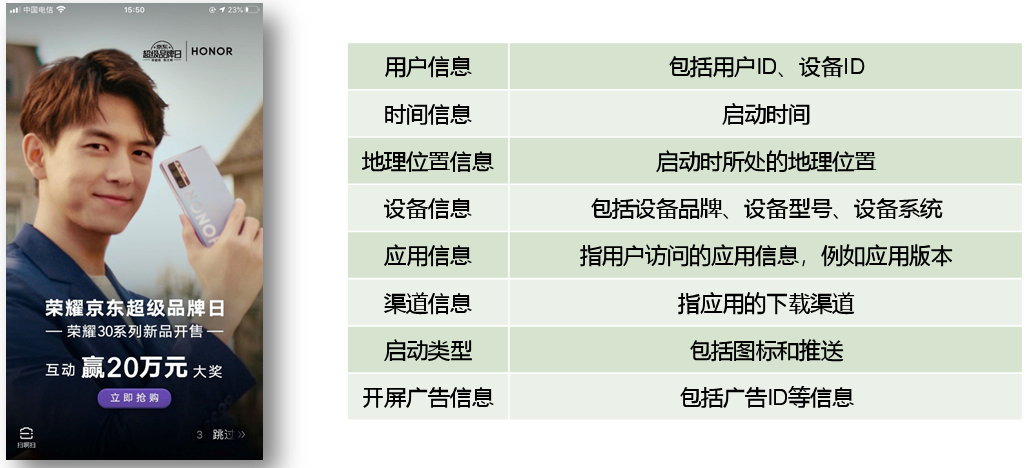 中国电信 15:50 23%
京东
超级品牌日 HONOR
HONOR
荣耀京东超级品牌日
荣耀30系列新品开售
互动 赢20万元 大奖
立即抢购
扫啊扫
3 跳过
用户信息 包括用户ID、设备ID
时间信息 启动时间
地理位置信息 启动时所处的地理位置
设备信息 包括设备品牌、设备型号、设备系统
应用信息 指用户访问的应用信息，例如应用版本
渠道信息 指应用的下载渠道
启动类型 包括图标和推送
开屏广告信息 包括广告ID等信息